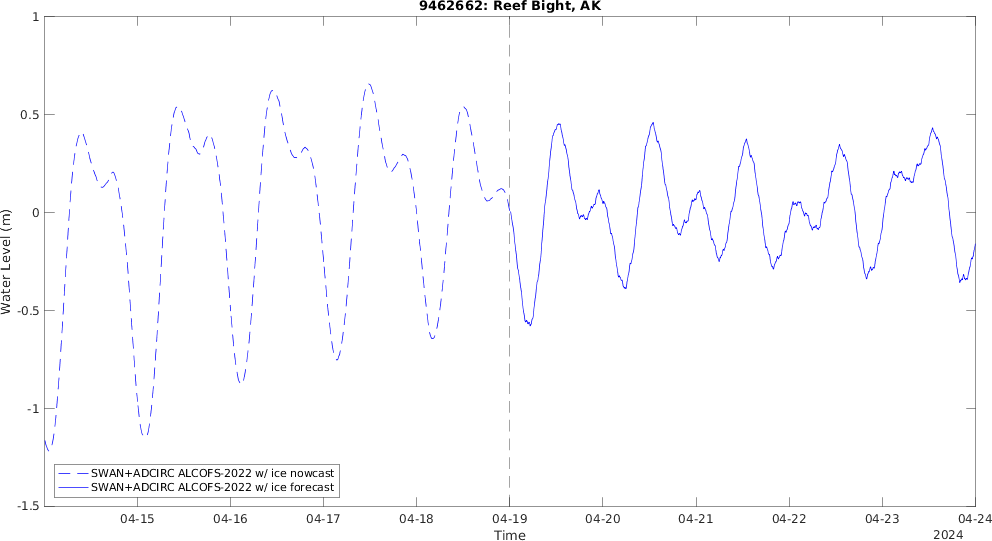 9462662: Reef Bight, AK
1
0.5
0
-0.5
-1
-1.5
Water Level (m)
SWAN+ADCIRC ALCOFS-2022 w/ ice nowcast
SWAN+ADCIRC ALCOFS-2022 w/ ice forecast
04-15 04-16 04-17 04-18 04-19 04-20 04-21 04-22 04-23 04-24
Time
2024